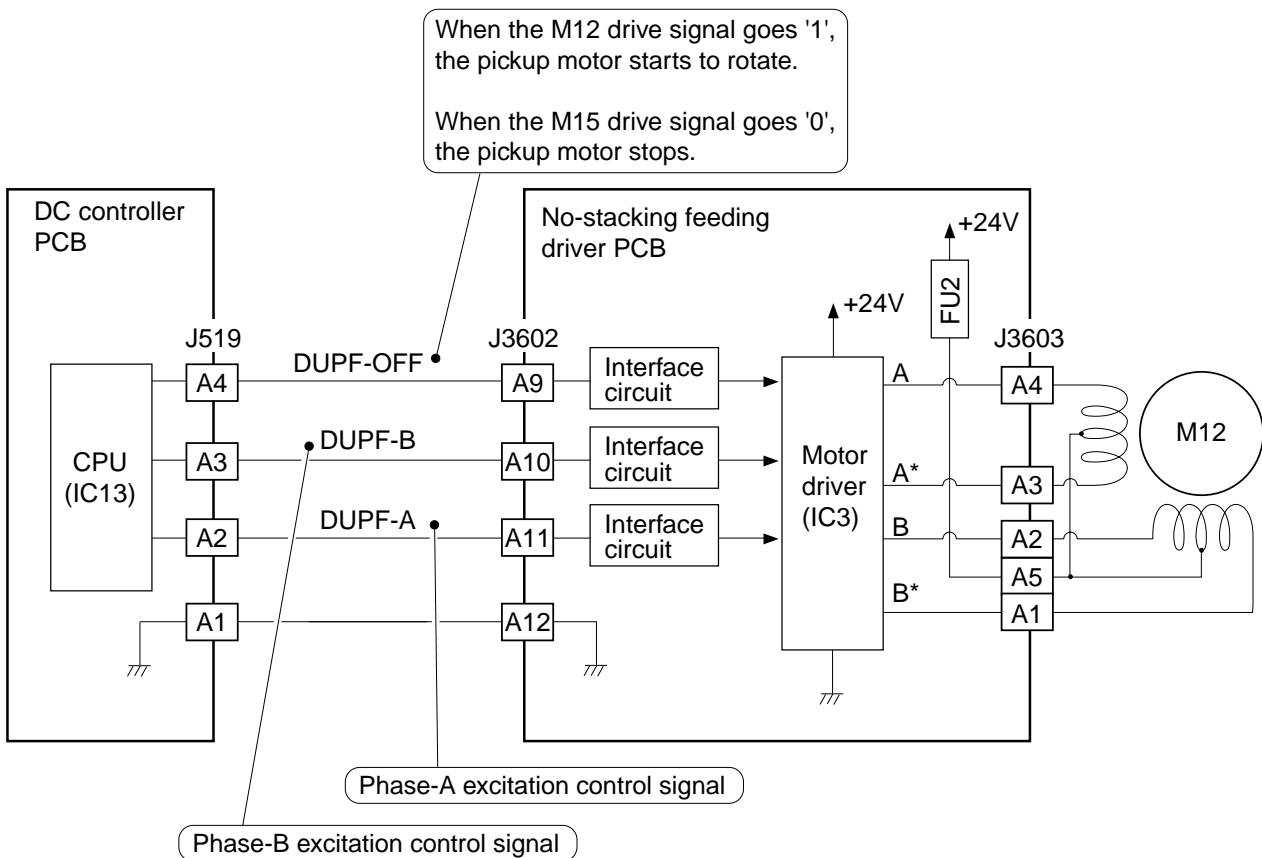 When the M12 drive signal goes '1',
the pickup motor starts to rotate.
When the M15 drive signal goes '0',
the pickup motor stops.
DC controller
PCB
No-stacking feeding
driver PCB
+24V
FU2
+24V
J519
J3602
J3603
DUPF-OFF
A4
A9
Interface
circuit
A
A4
M12
CPU
(IC13)
DUPF-B
A3
A10
Interface
circuit
Motor
driver
(IC3)
A*
A3
DUPF-A
A2
A11
Interface
circuit
B
A2
A5
B*
A1
A1
A12
Phase-A excitation control signal
Phase-B excitation control signal